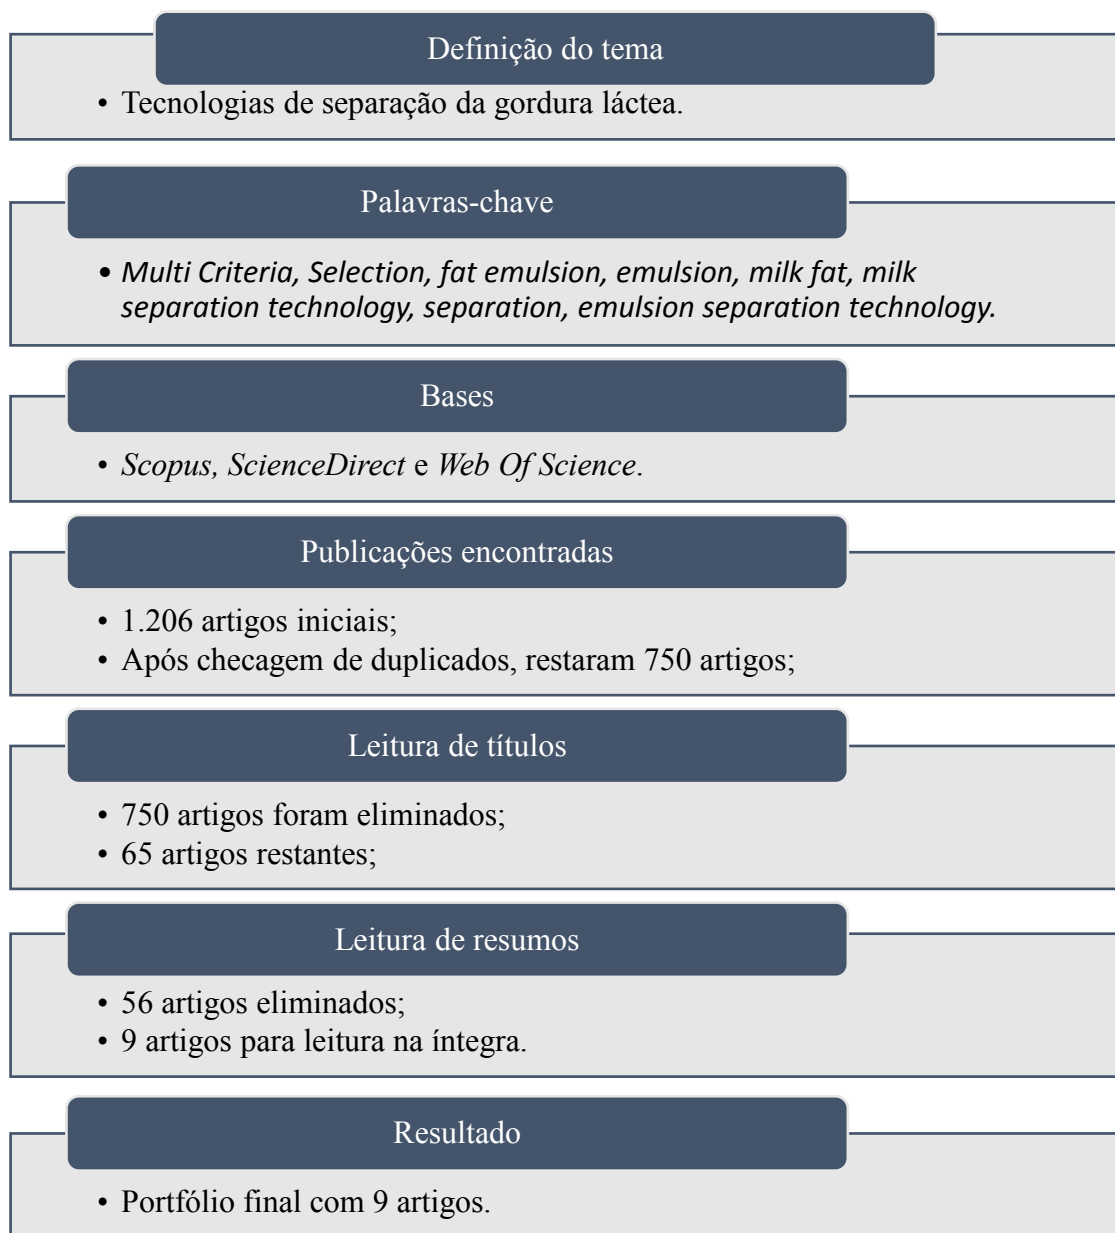 Definição do tema
• Tecnologias de separação da gordura láctea.
Palavras-chave
• Multi Criteria, Selection, fat emulsion, emulsion, milk fat, milk
separation technology, separation, emulsion separation technology.
Bases
• Scopus, ScienceDirect e Web Of Science.
Publicações encontradas
• 1.206 artigos iniciais;
• Após checagem de duplicados, restaram 750 artigos;
Leitura de títulos
• 750 artigos foram eliminados;
• 65 artigos restantes;
Leitura de resumos
• 56 artigos eliminados;
• 9 artigos para leitura na íntegra.
Resultado
• Portfólio final com 9 artigos.